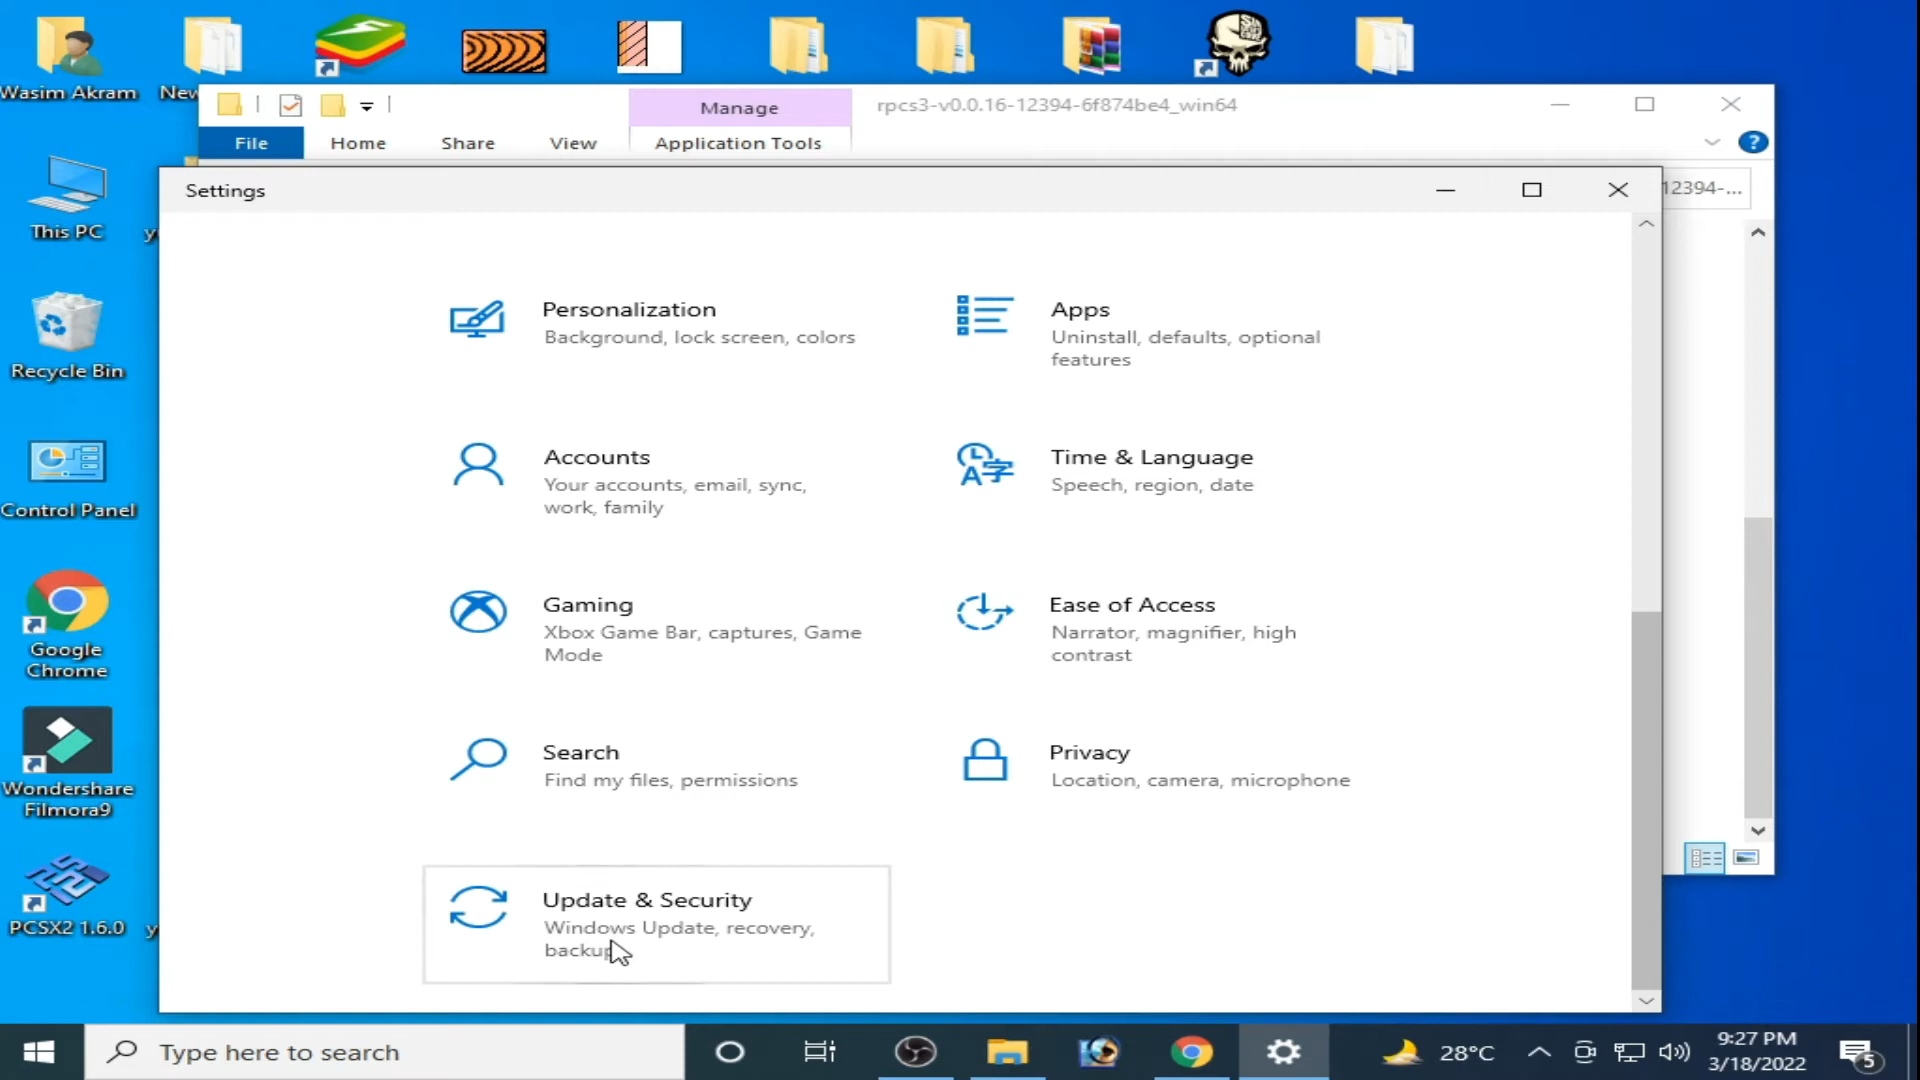 Wasim Akram
New
Manage
rpcs3-v0.0.16-12394-6f874be4_win64
File
Home
Share
View
Application Tools
?
This PC
Settings
12394-...
Recycle Bin
Personalization
Background, lock screen, colors
Apps
Uninstall, defaults, optional
features
Control Panel
Accounts
Your accounts, email, sync,
work, family
Time & Language
Speech, region, date
Google
Chrome
Gaming
Xbox Game Bar, captures, Game
Mode
Ease of Access
Narrator, magnifier, high
contrast
Wondershare
Filmora9
Search
Find my files, permissions
Privacy
Location, camera, microphone
PCSX2 1.6.0
Update & Security
Windows Update, recovery,
backup
Type here to search
28°C
9:27 PM
3/18/2022
5